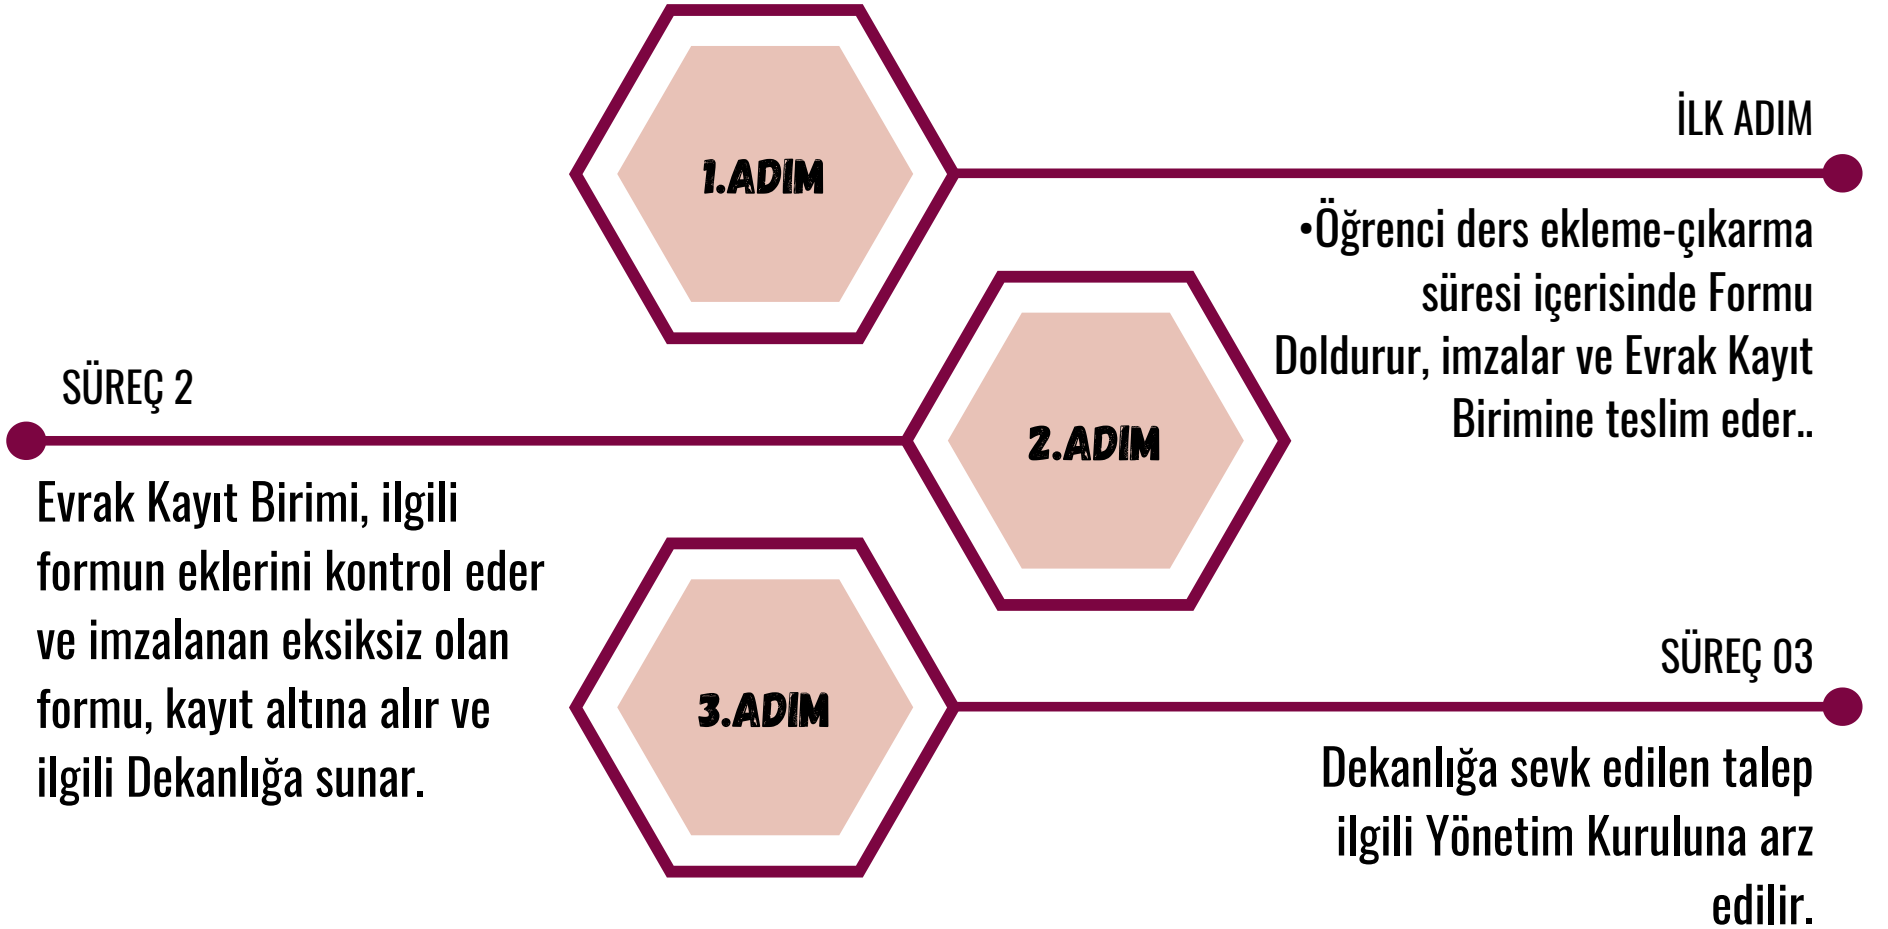 1.ADIM
İLK ADIM
•Öğrenci ders ekleme-çıkarma
süresi içerisinde Formu
Doldurur, imzalar ve Evrak Kayıt
Birimine teslim eder..
2.ADIM
SÜREÇ 2
Evrak Kayıt Birimi, ilgili
formun eklerini kontrol eder
ve imzalanan eksiksiz olan
formu, kayıt altına alır ve
ilgili Dekanlığa sunar.
3.ADIM
SÜREÇ 03
Dekanlığa sevk edilen talep
ilgili Yönetim Kuruluna arz
edilir.